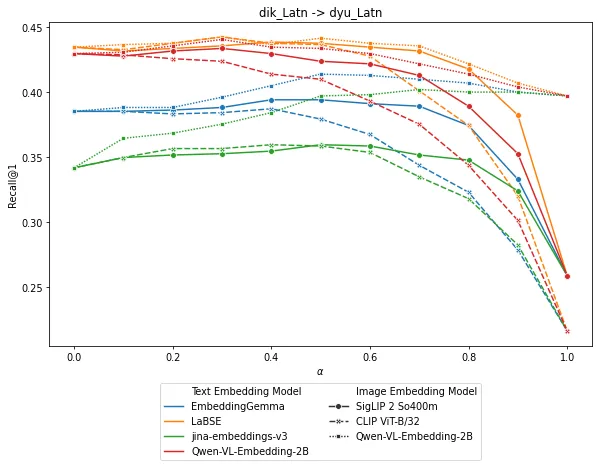 dik_Latn -> dyu_Latn
0.45
0.40
0.35
0.30
0.25
Recall@1
0.0 0.2 0.4 0.6 0.8 1.0
α
Text Embedding Model
EmbeddingGemma
LaBSE
jina-embeddings-v3
Qwen-VL-Embedding-2B
Image Embedding Model
SigLIP 2 So400m
CLIP ViT-B/32
Qwen-VL-Embedding-2B